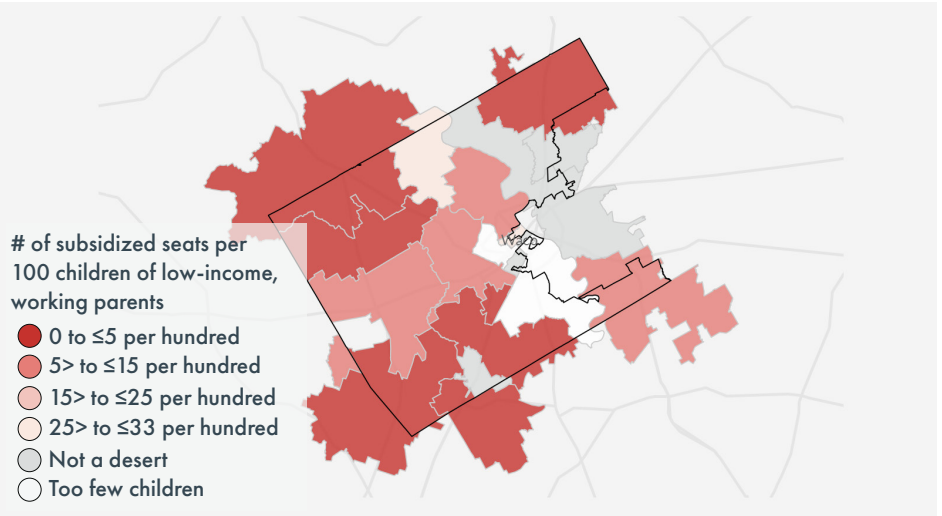 Waco
# of subsidized seats per
100 children of low-income,
working parents
0 to ≤5 per hundred
5> to ≤15 per hundred
15> to ≤25 per hundred
25> to ≤33 per hundred
Not a desert
Too few children